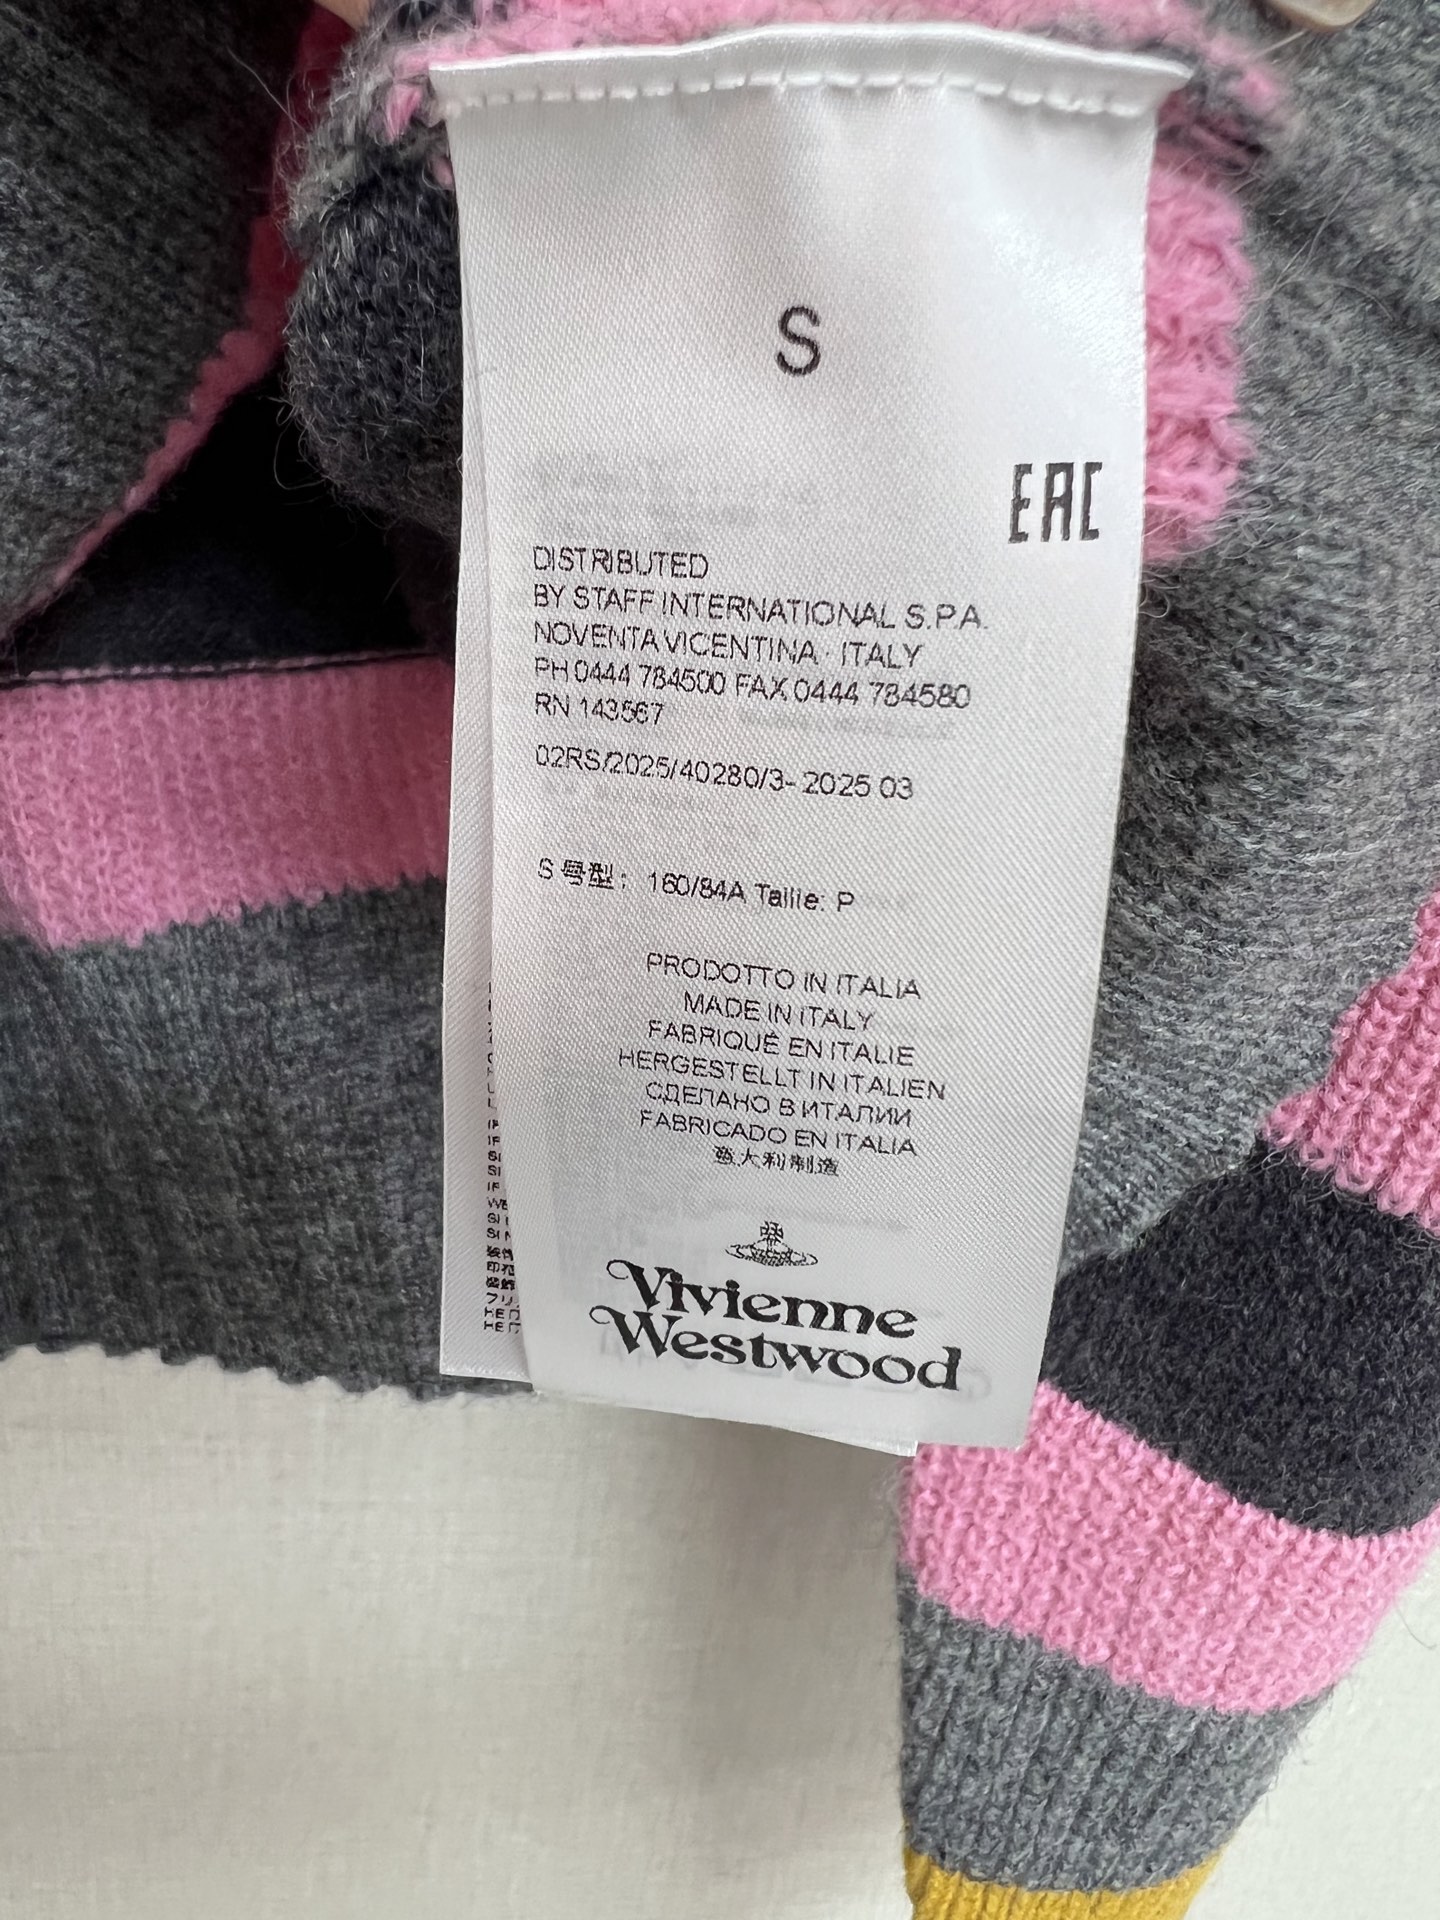 S
EAC
DISTRIBUTED
BY STAFF INTERNATIONAL S.P.A.
NOVENTA VICENTINA · ITALY
PH 0444 784500 FAX 0444 784580
RN 143567
02RS/2025/40280/3- 2025 03
S 号型： 160/84A Taille: P
PRODOTTO IN ITALIA
MADE IN ITALY
FABRIQUÉ EN ITALIE
HERGESTELLT IN ITALIEN
СДЕЛАНО В ИТАЛИИ
FABRICADO EN ITALIA
意大利制造
Vivienne
Westwood